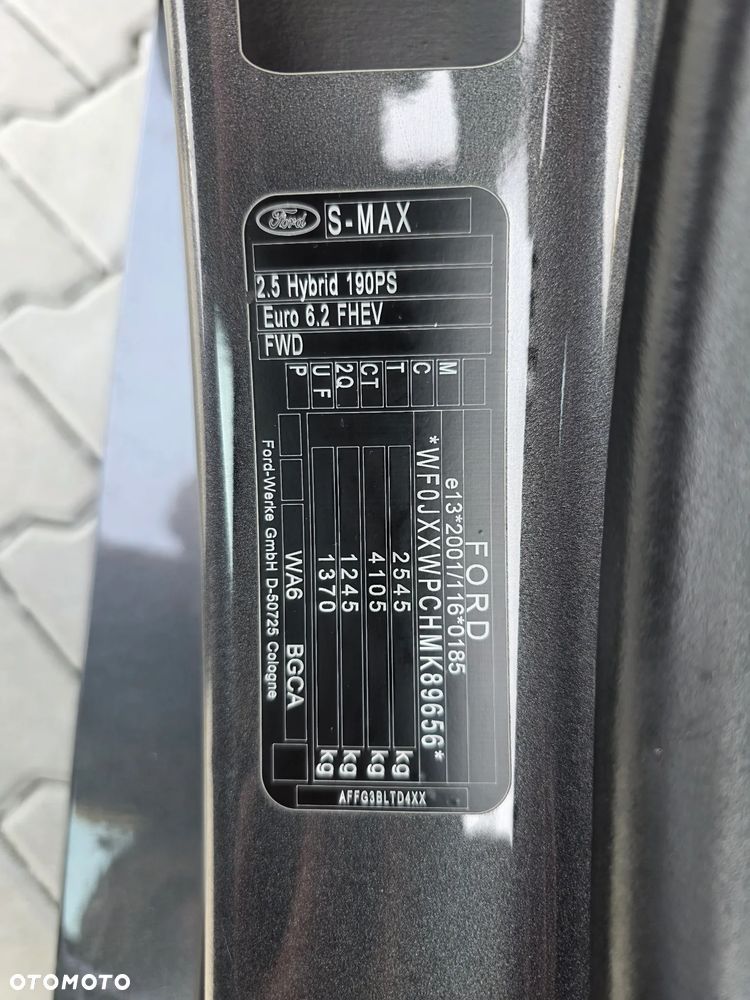 Ford
S-MAX
2.5 Hybrid 190PS
Euro 6.2 FHEV
FWD
M
C
T
CT
2Q
UF
P
FORD
e13*2001/116*0185
*WF0JXXWPCHMK89656*
2545 kg
4105 kg
1245 kg
1370 kg
WA6 BGCA
Ford-Werke GmbH D-50725 Cologne
AFFG3BLTD4XX
OTOMOTO